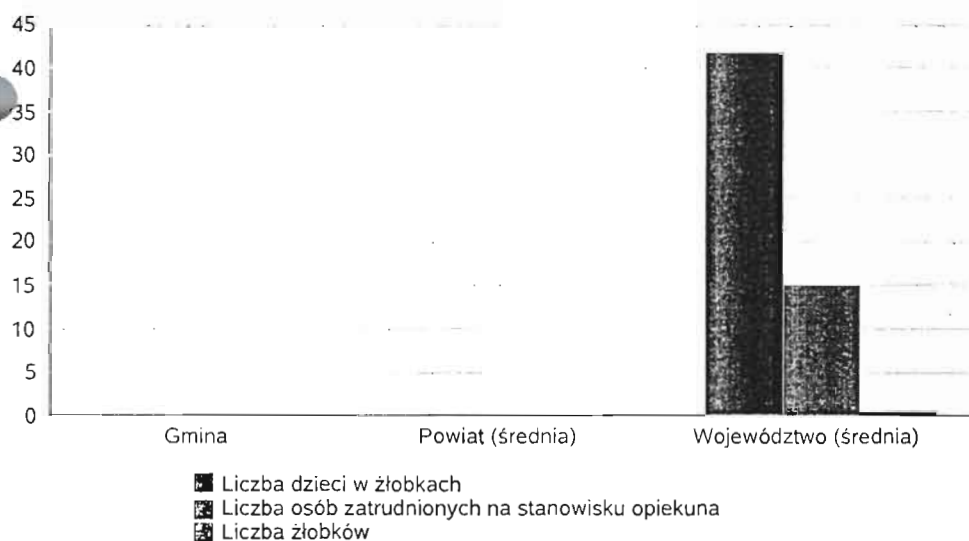 45
40
35
30
25
20
15
10
5
0
Gmina Powiat (średnia) Województwo (średnia)
Liczba dzieci w żłobkach
Liczba osób zatrudnionych na stanowisku opiekuna
Liczba żłobków